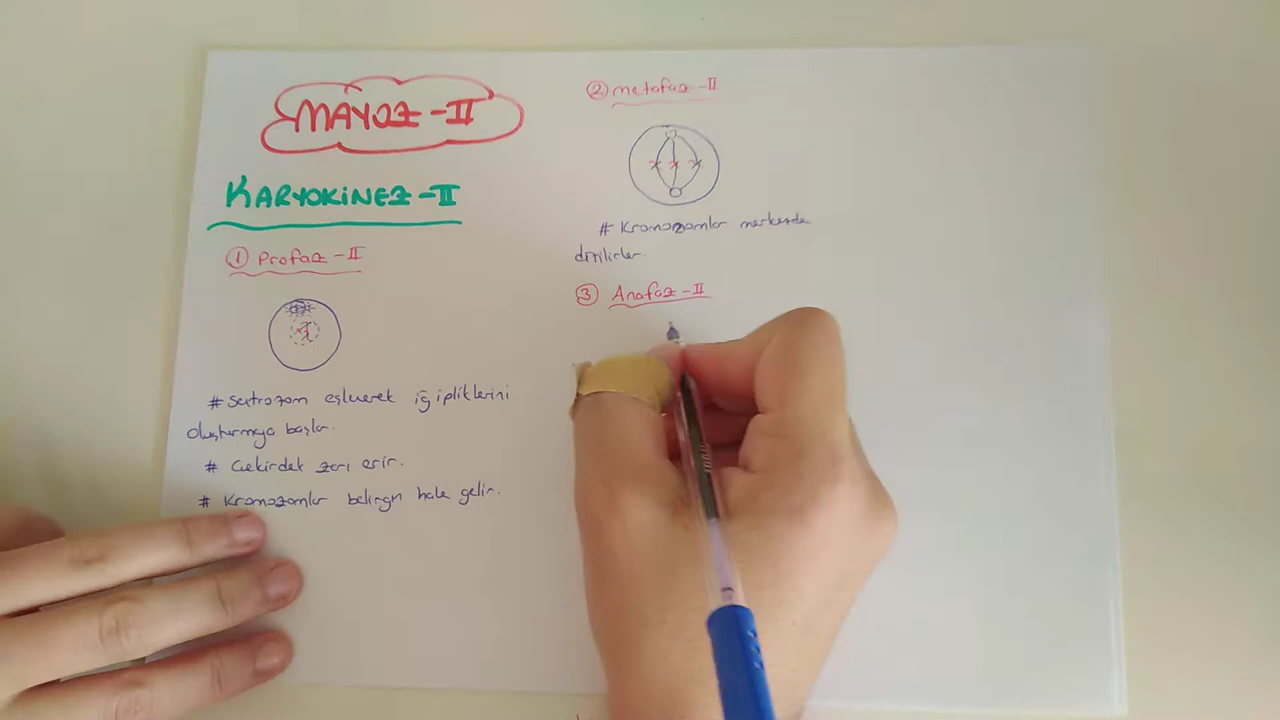 MAYOZ-II
KARYOKİNEZ-II
① Profaz-II
# Sentrozom eşlenerek iğ ipliklerini
oluşturmaya başlar.
# Çekirdek zarı erir.
# Kromozomlar belirgin hale gelir.
② metafaz-II
# Kromozomlar merkezde
dizilirler.
③ Anafaz-II